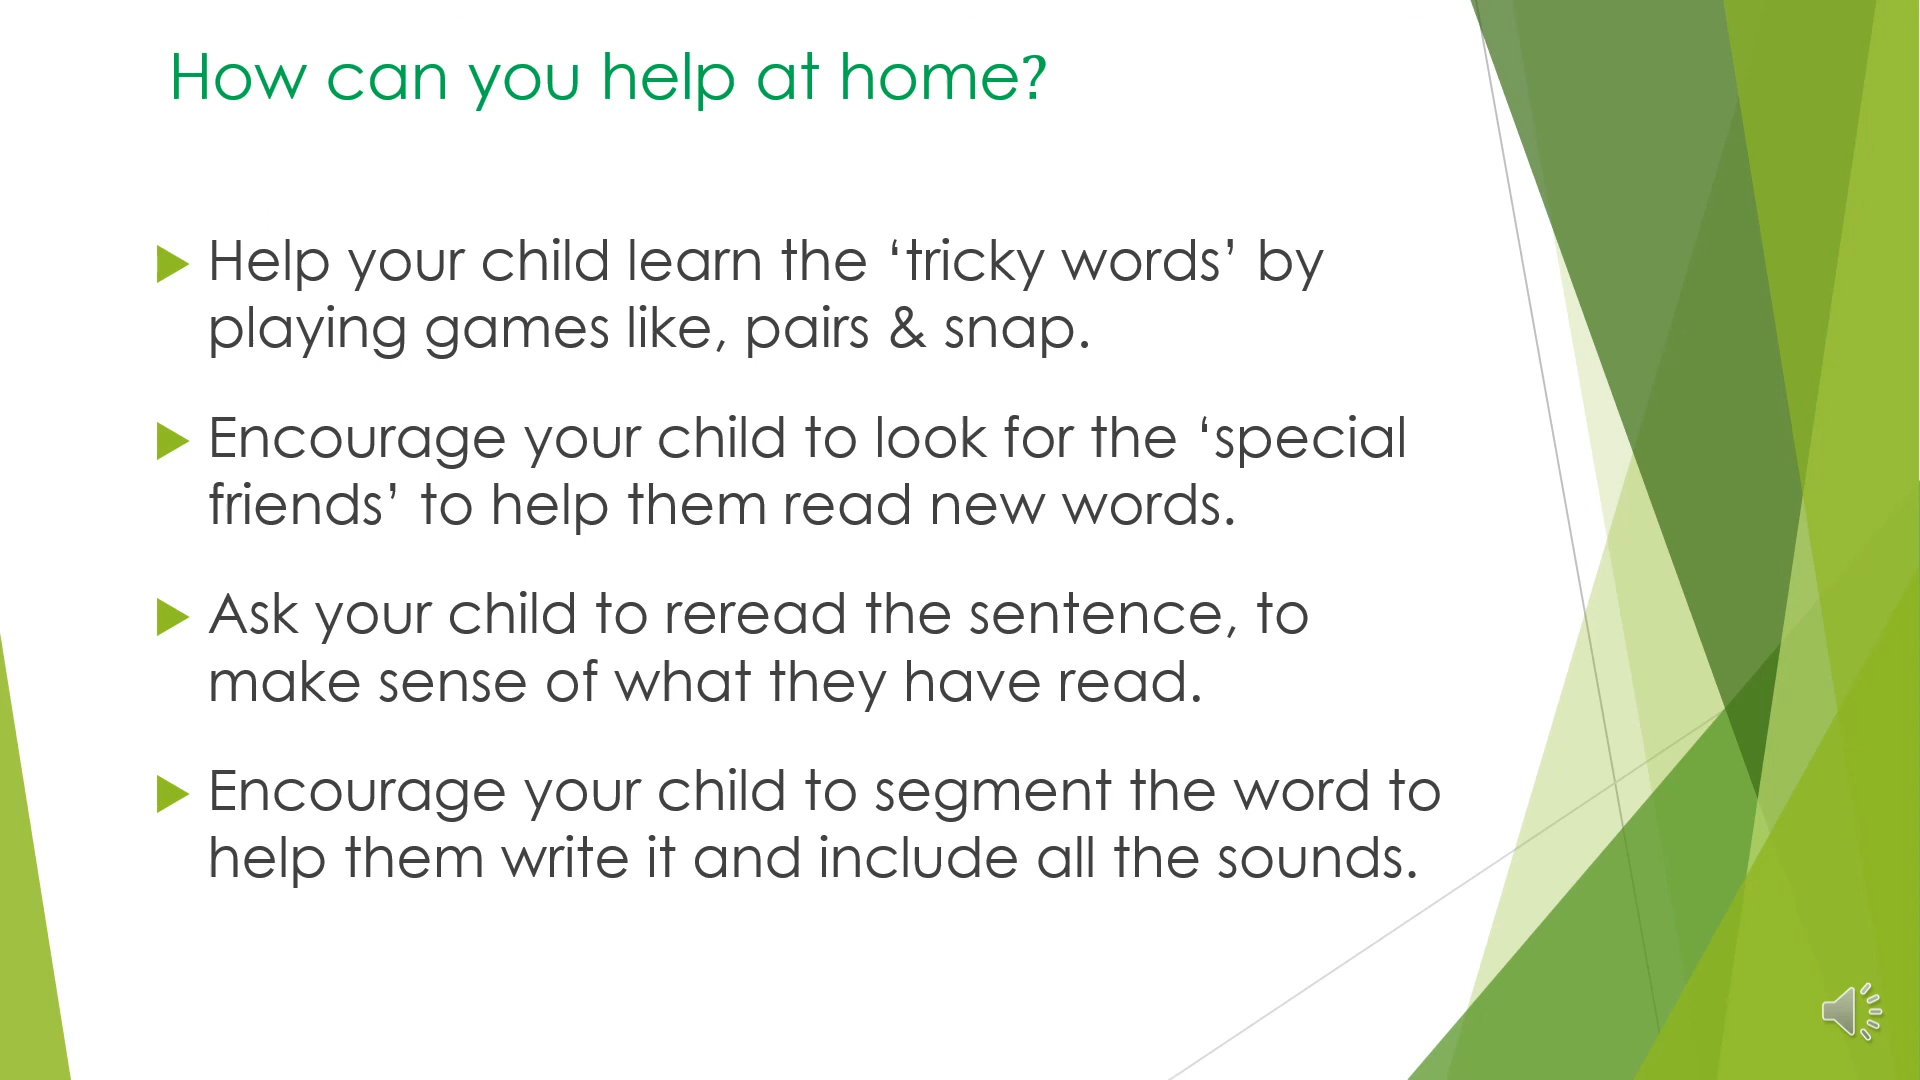 How can you help at home?
Help your child learn the ‘tricky words’ by
playing games like, pairs & snap.
Encourage your child to look for the ‘special
friends’ to help them read new words.
Ask your child to reread the sentence, to
make sense of what they have read.
Encourage your child to segment the word to
help them write it and include all the sounds.